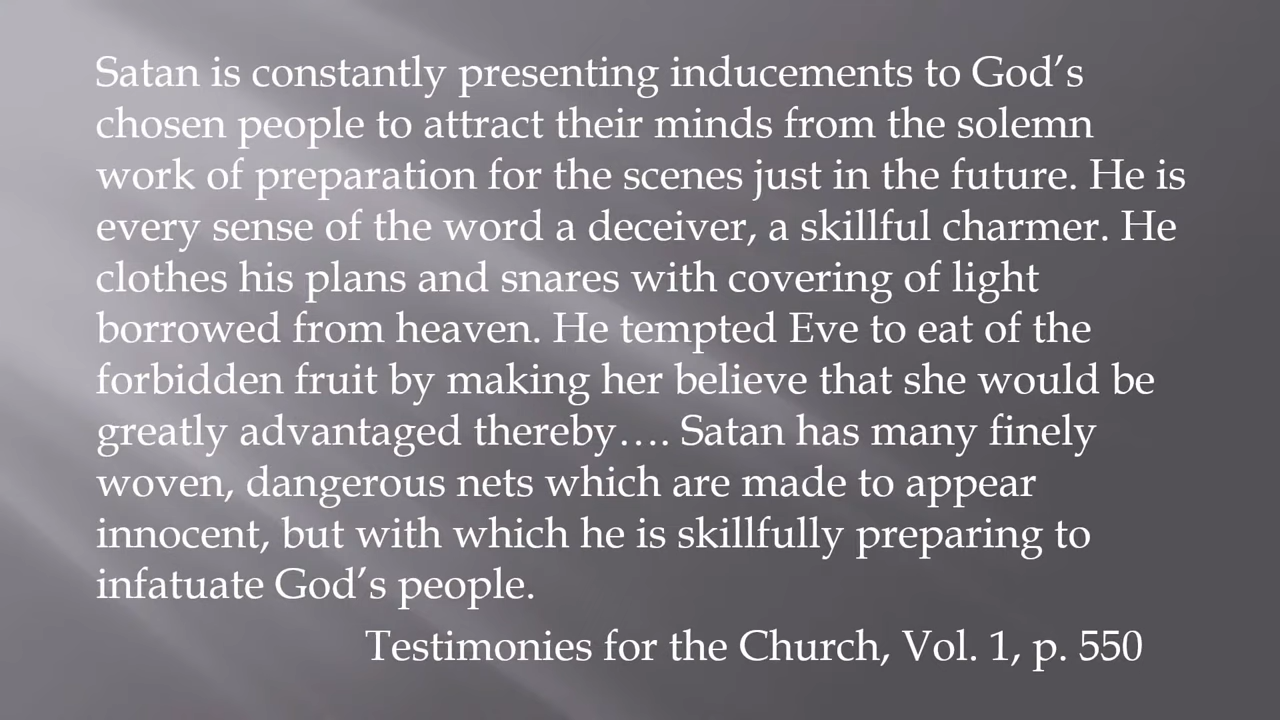 Satan is constantly presenting inducements to God’s
chosen people to attract their minds from the solemn
work of preparation for the scenes just in the future. He is
every sense of the word a deceiver, a skillful charmer. He
clothes his plans and snares with covering of light
borrowed from heaven. He tempted Eve to eat of the
forbidden fruit by making her believe that she would be
greatly advantaged thereby…. Satan has many finely
woven, dangerous nets which are made to appear
innocent, but with which he is skillfully preparing to
infatuate God’s people.
Testimonies for the Church, Vol. 1, p. 550